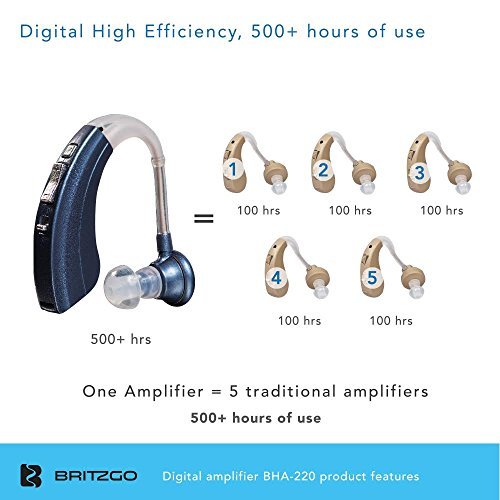 Digital High Efficiency, 500+ hours of use
1
2
3
=
100 hrs
100 hrs
100 hrs
4
5
500+ hrs
100 hrs
100 hrs
One Amplifier = 5 traditional amplifiers
500+ hours of use
BRITZGO
Digital amplifier BHA-220 product features